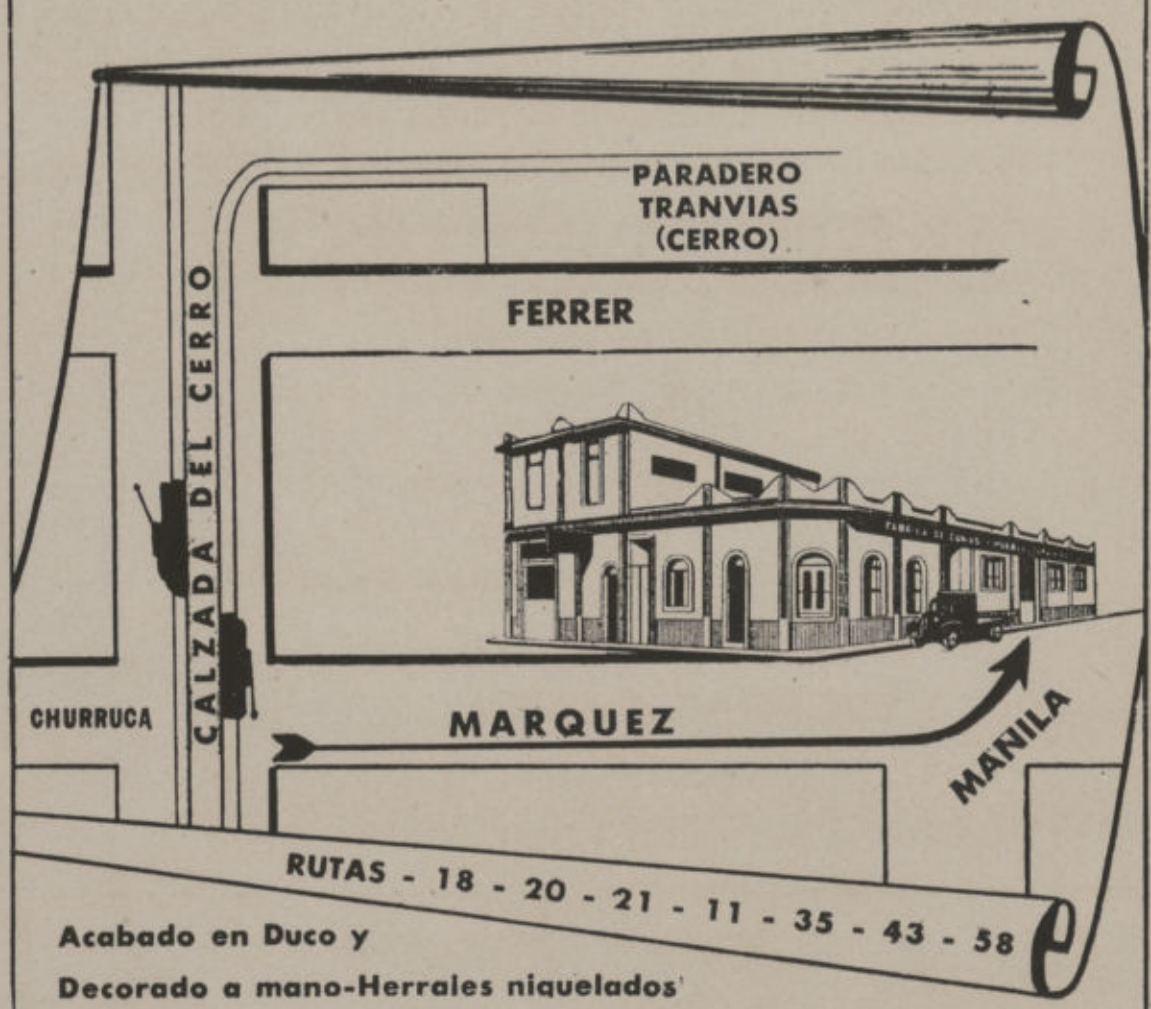 PARADERO
TRANVIAS
(CERRO)
FERRER
CALZADA DEL CERRO
CHURRUCA
MARQUEZ
MANILA
RUTAS - 18 - 20 - 21 - 11 - 35 - 43 - 58
Acabado en Duco y
Decorado a mano-Herrajes niquelados